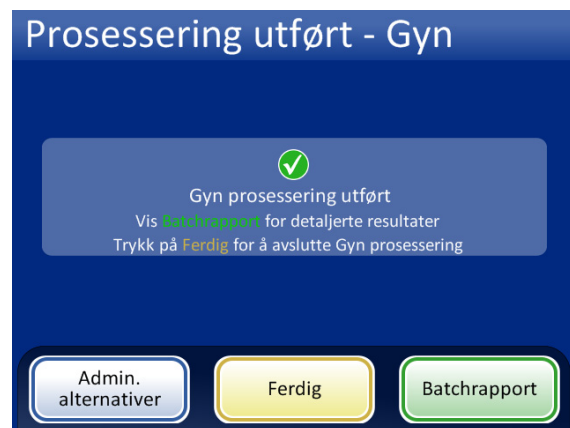 Prosessering utført - Gyn
Gyn prosessering utført
Vis Batchrapport for detaljerte resultater
Trykk på Ferdig for å avslutte Gyn prosessering
Admin.
alternativer
Ferdig
Batchrapport